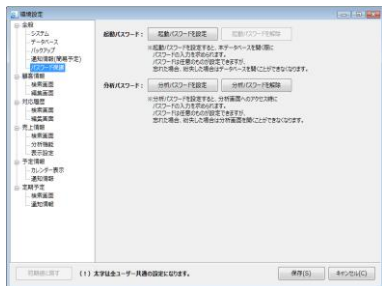 環境設定
全般
システム
データベース
バックアップ
通知情報(簡易予定)
パスワード保護
顧客情報
検索画面
編集画面
対応履歴
検索画面
編集画面
売上情報
検索画面
分析機能
表示設定
予定情報
カレンダー表示
通知情報
定期予定
検索画面
通知情報
起動パスワード： 起動パスワードを設定 起動パスワードを解除
※起動パスワードを設定すると、本データベースを開く際に
パスワードの入力を求められます。
パスワードは任意のものが設定できますが、
忘れた場合、紛失した場合はデータベースを開くことができなくなります。
分析パスワード： 分析パスワードを設定 分析パスワードを解除
※分析パスワードを設定すると、分析画面へのアクセス時に
パスワードの入力を求められます。
パスワードは任意のものが設定できますが、
忘れた場合、紛失した場合は分析画面を開くことができなくなります。
初期値に戻す (！) 太字は全ユーザー共通の設定になります。 保存(S) キャンセル(C)